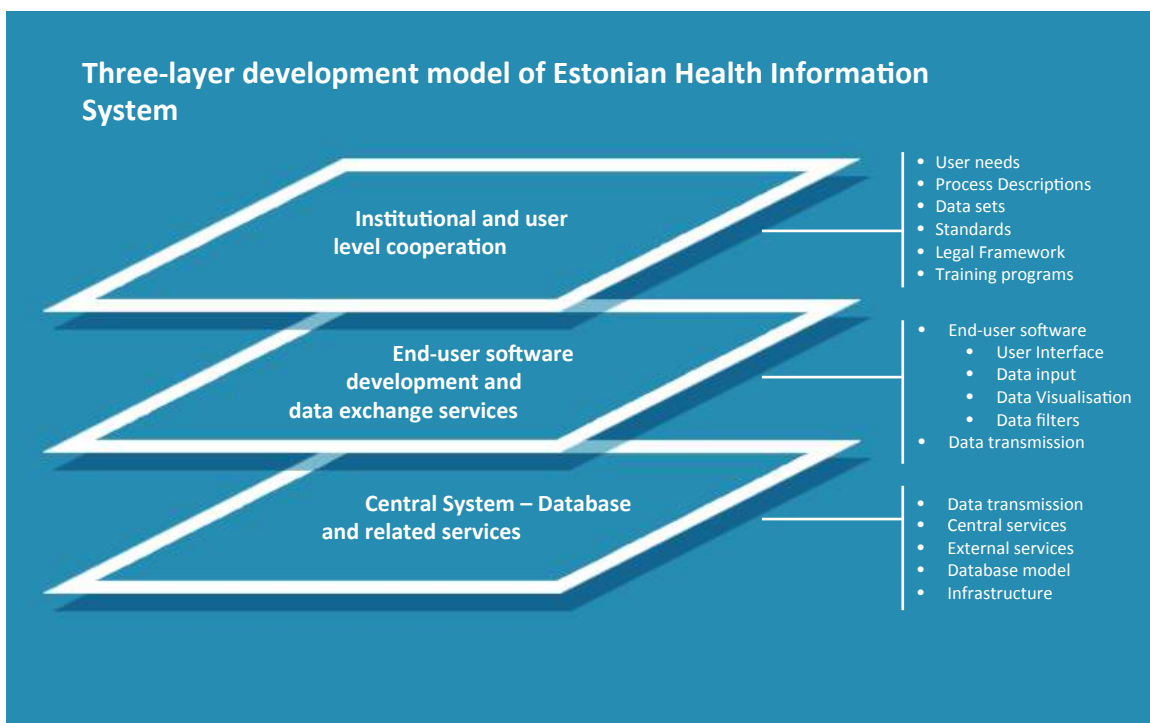 Three-layer development model of Estonian Health Information
System
Institutional and user
level cooperation
• User needs
• Process Descriptions
• Data sets
• Standards
• Legal Framework
• Training programs
End-user software
development and
data exchange services
• End-user software
• User Interface
• Data input
• Data Visualisation
• Data filters
• Data transmission
Central System – Database
and related services
• Data transmission
• Central services
• External services
• Database model
• Infrastructure